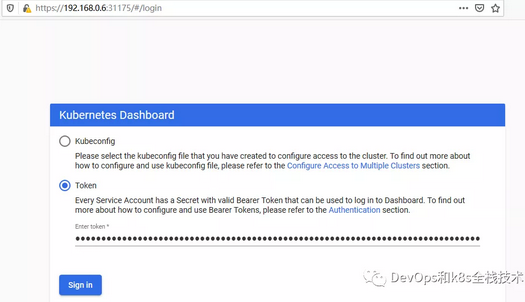 https://192.168.0.6:31175/#/login
Kubernetes Dashboard
Kubeconfig
Please select the kubeconfig file that you have created to configure access to the cluster. To find out more about
how to configure and use kubeconfig file, please refer to the Configure Access to Multiple Clusters section.
Token
Every Service Account has a Secret with valid Bearer Token that can be used to log in to Dashboard. To find out
more about how to configure and use Bearer Tokens, please refer to the Authentication section.
Enter token *
Sign in
DevOps和k8s全栈技术